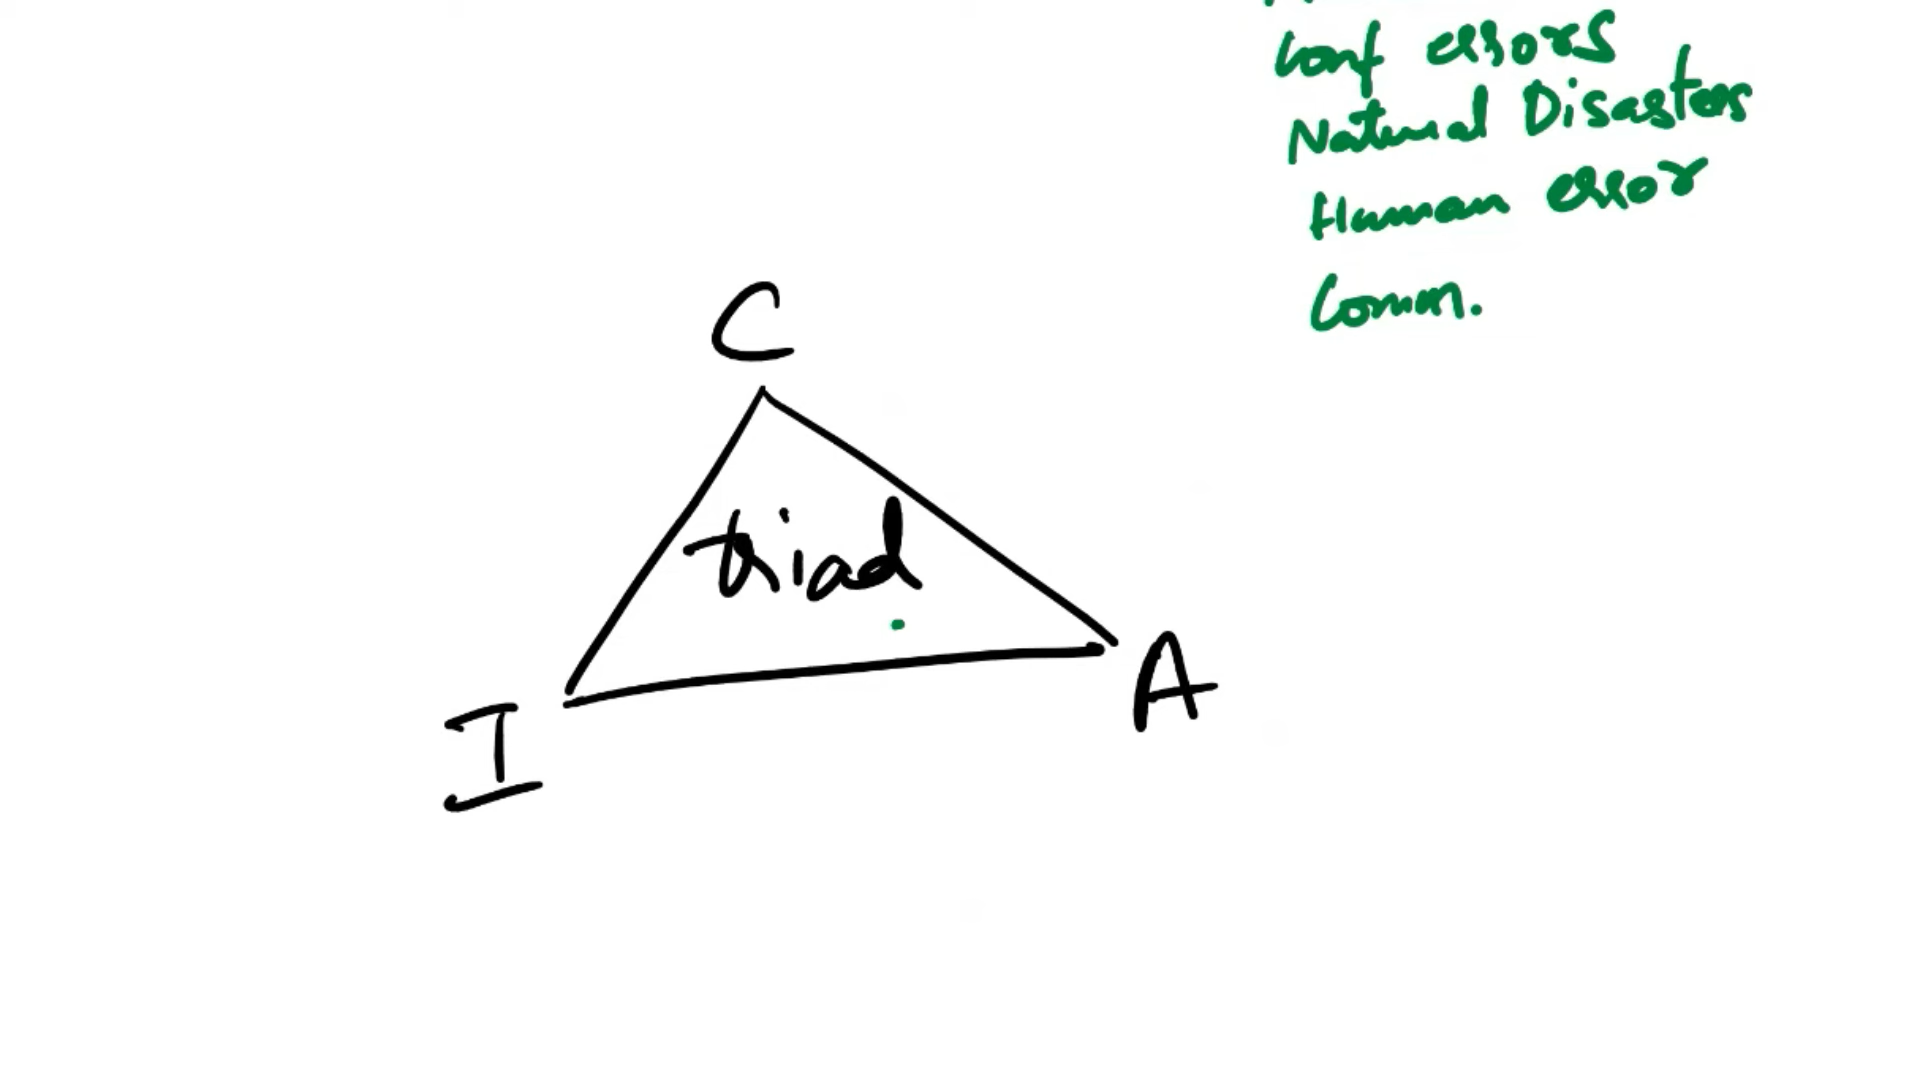 Conf errors
Natural Disasters
Human error
Comm.
C
triad
I
A